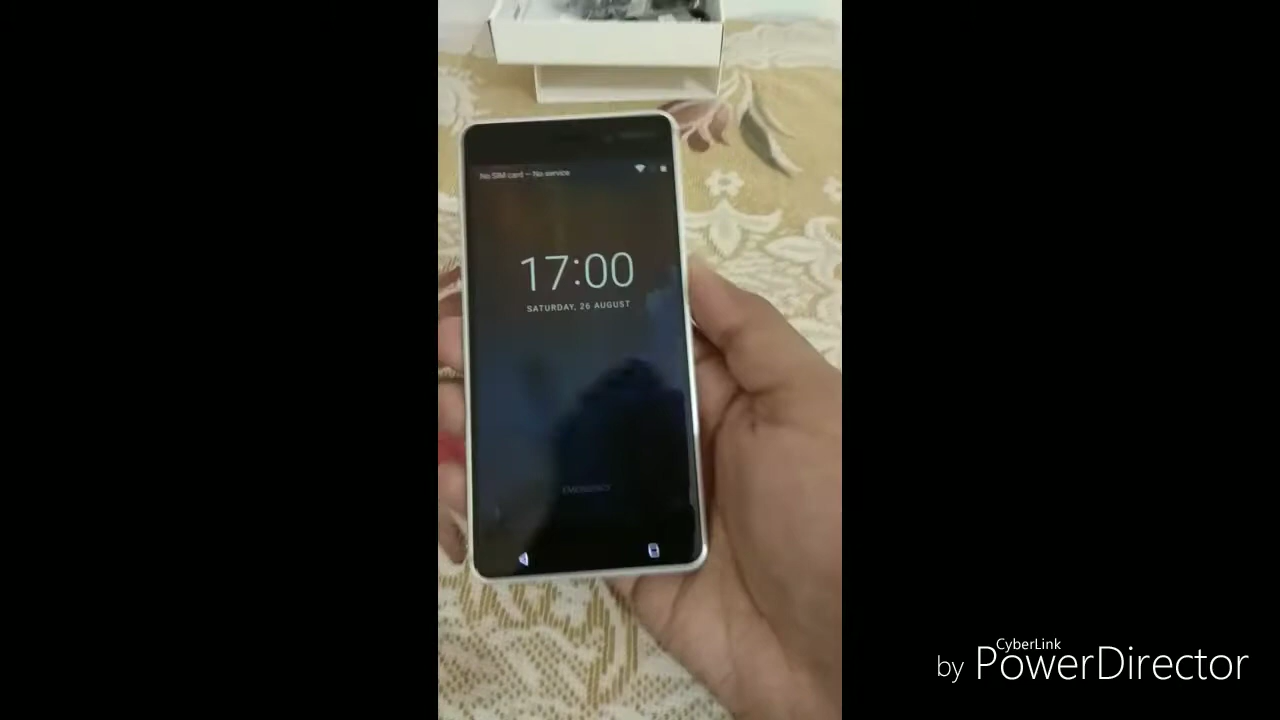 No SIM card – No service
17:00
SATURDAY, 26 AUGUST
EMERGENCY
CyberLink
by PowerDirector